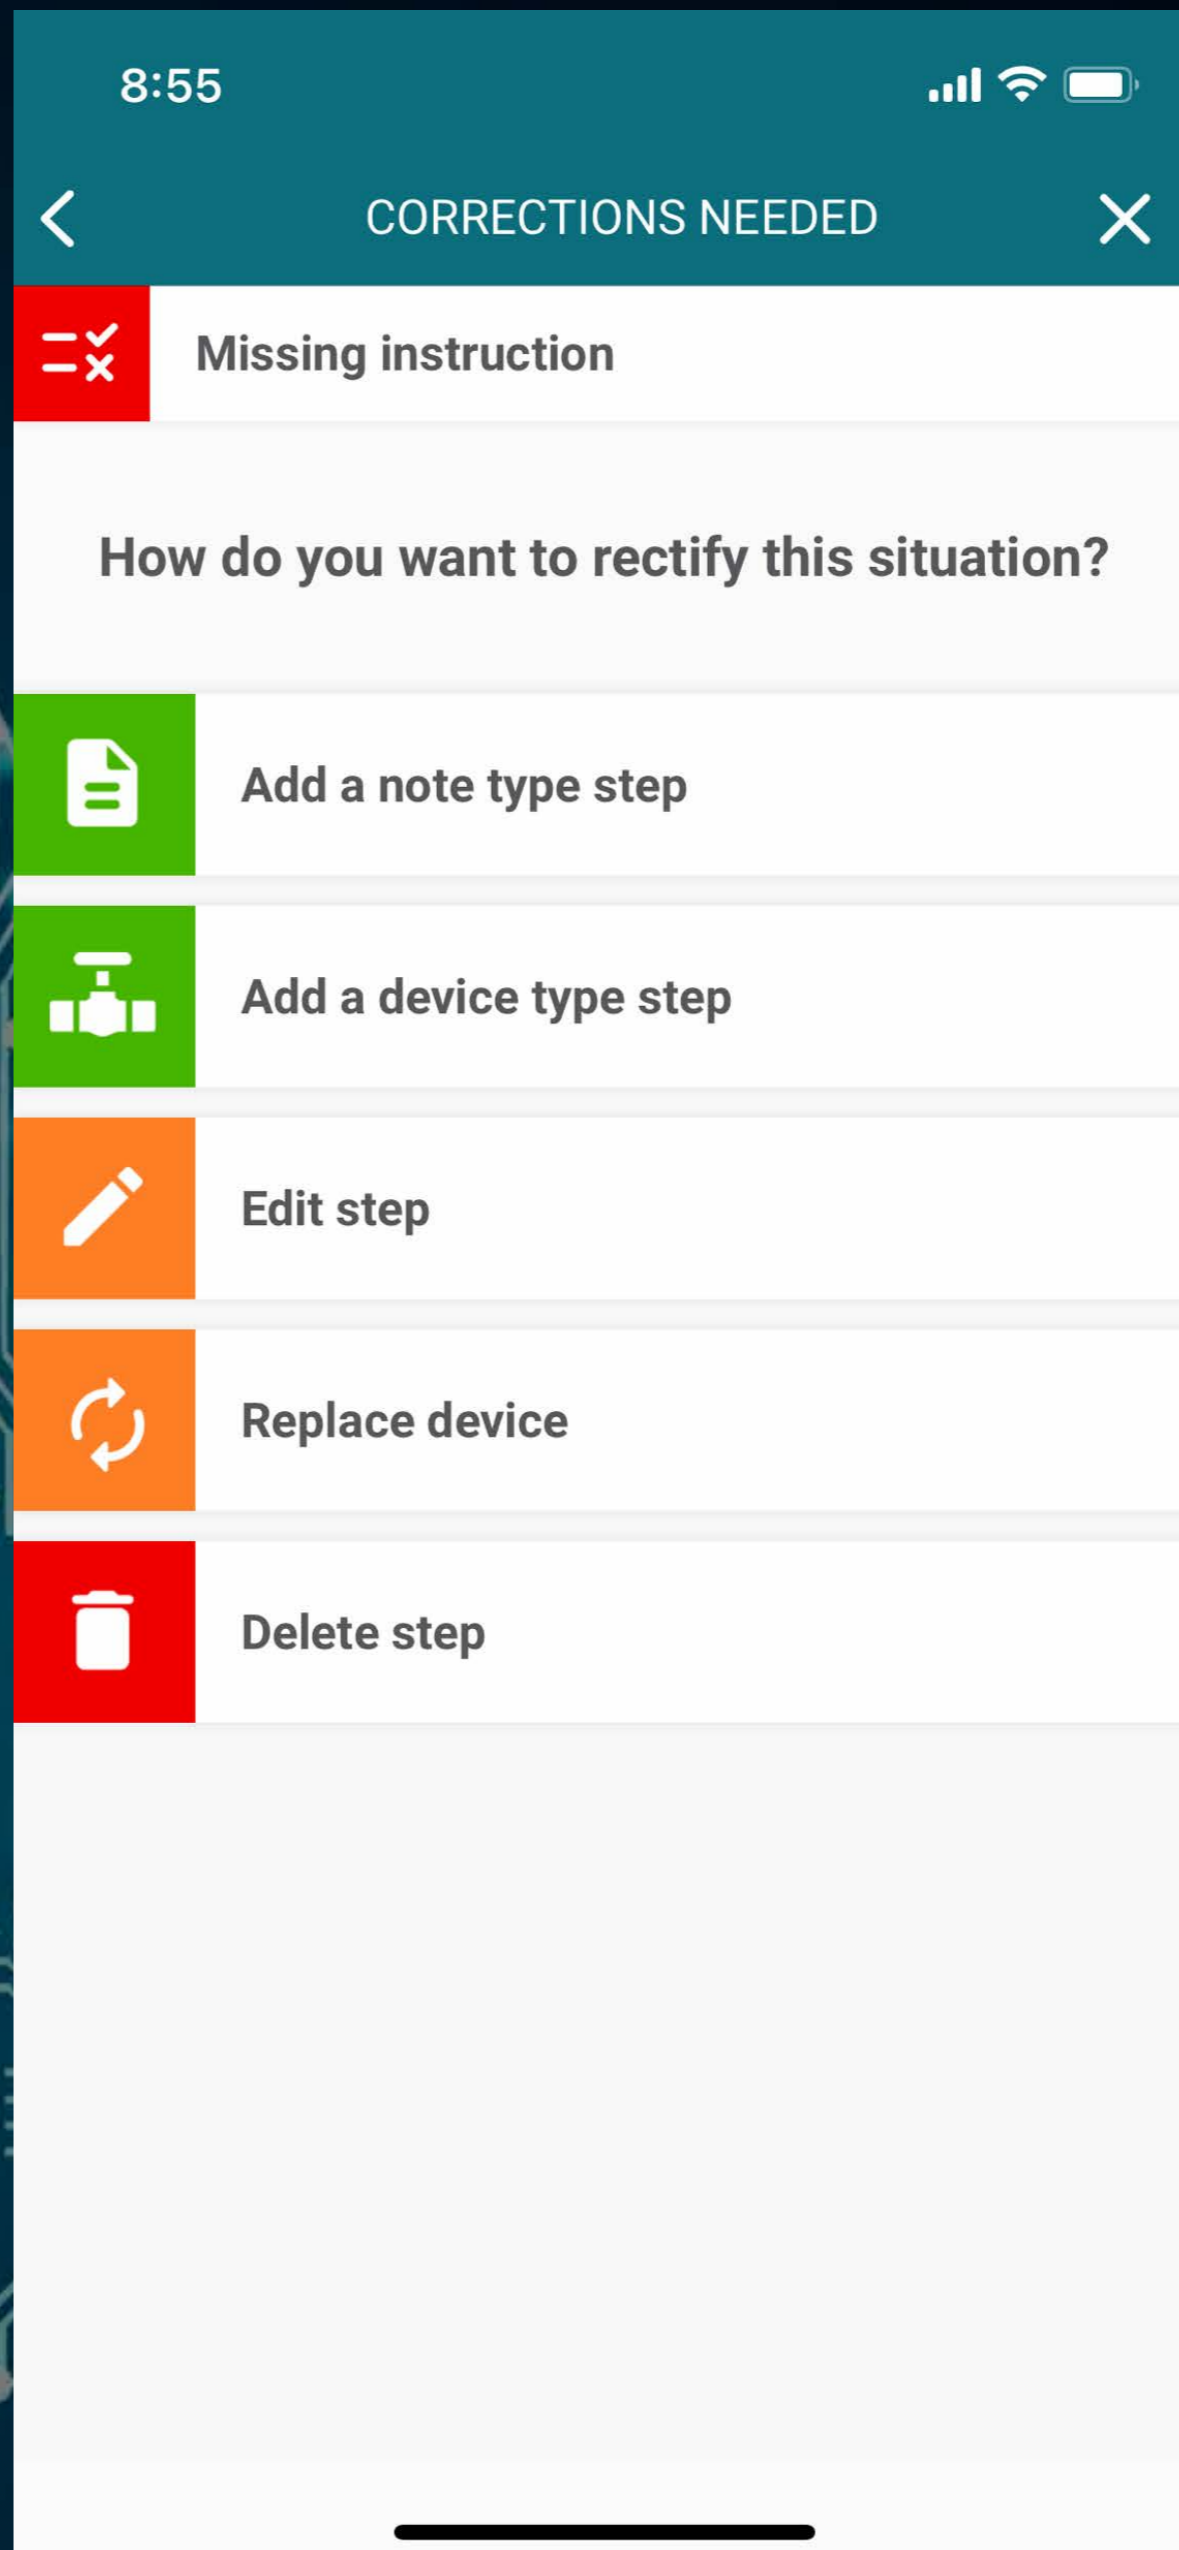 8:55
CORRECTIONS NEEDED
Missing instruction
How do you want to rectify this situation?
Add a note type step
Add a device type step
Edit step
Replace device
Delete step